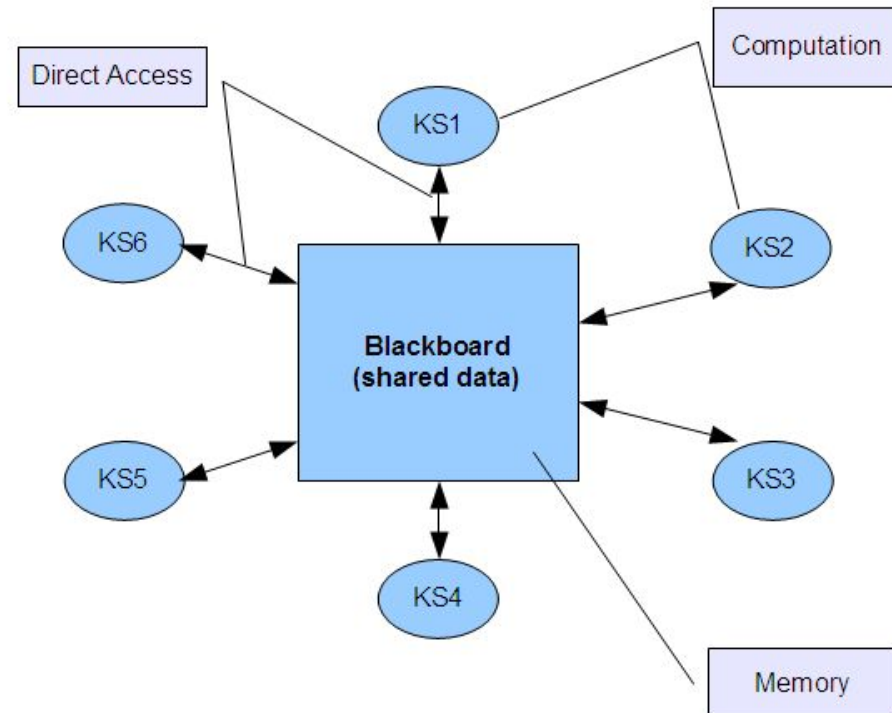 Computation
Direct Access
KS1
KS6
KS2
Blackboard
(shared data)
KS5
KS3
KS4
Memory